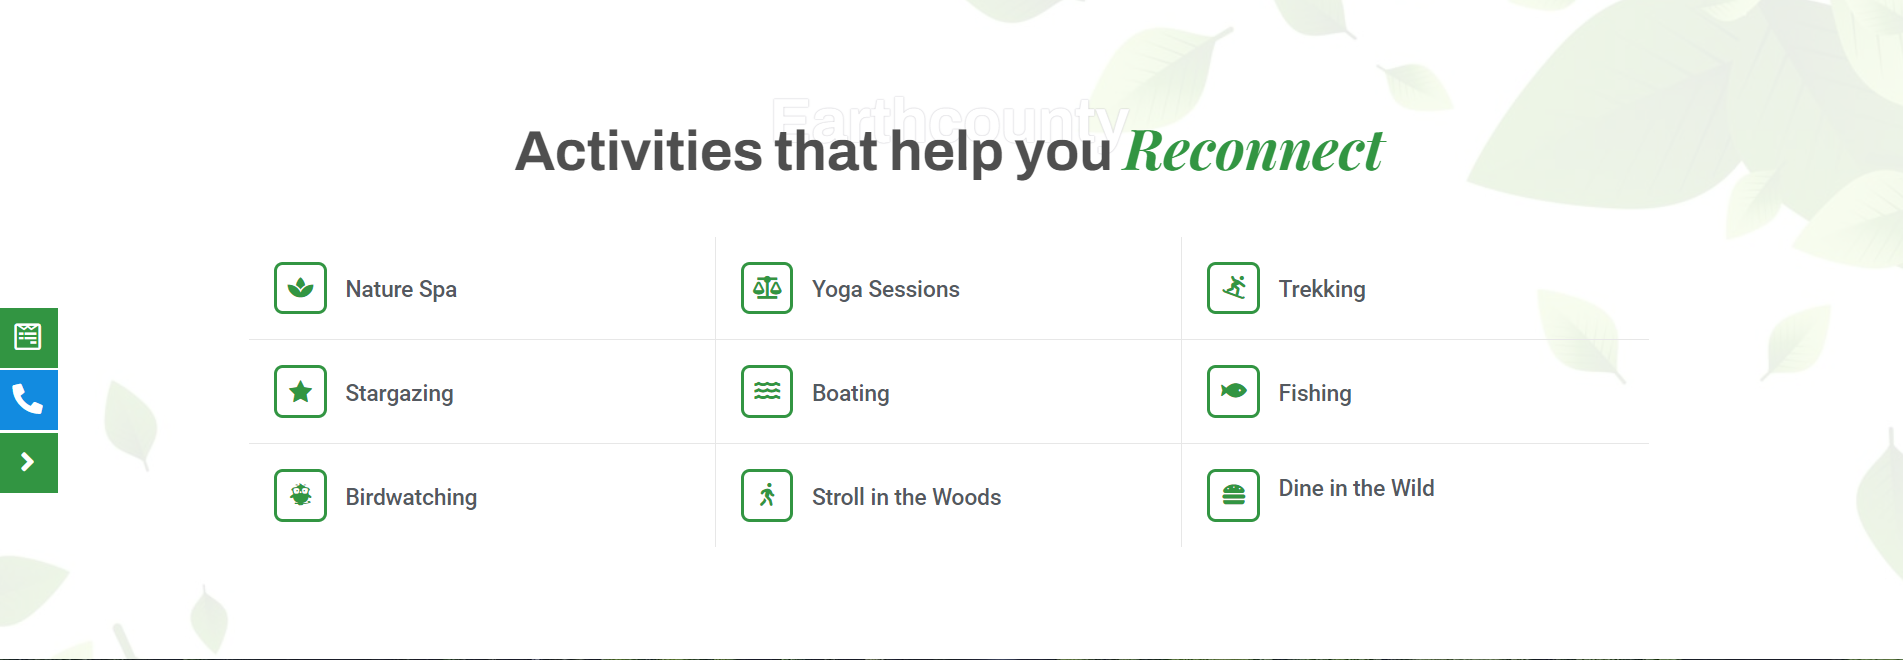 Earthcounty
Activities that help you Reconnect
Nature Spa
Yoga Sessions
Trekking
Stargazing
Boating
Fishing
Birdwatching
Stroll in the Woods
Dine in the Wild